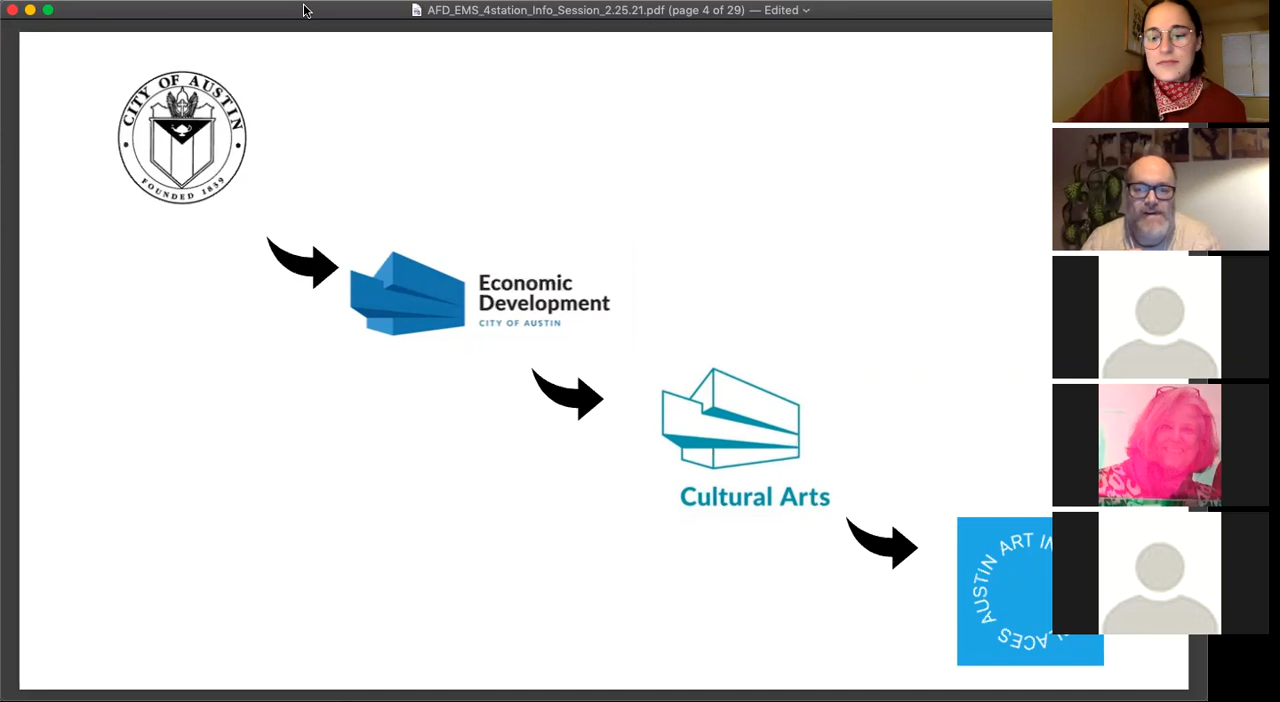 AFD_EMS_4station_Info_Session_2.25.21.pdf (page 4 of 29) — Edited
CITY OF AUSTIN
FOUNDED 1839
Economic
Development
CITY OF AUSTIN
Cultural Arts
AUSTIN ART IN
LACES